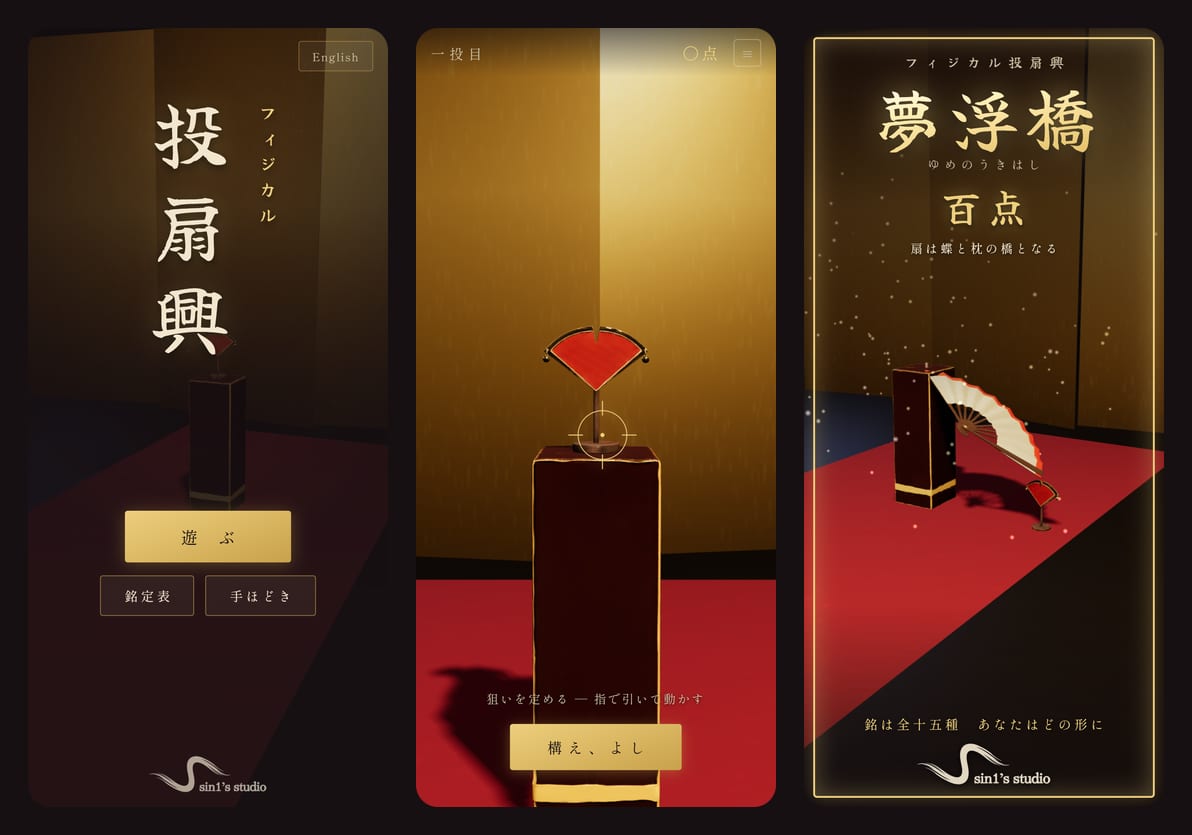 English
フィジカル
投扇興
遊ぶ
銘定表
手ほどき
sin1's studio
一投目
〇点
狙いを定める — 指で引いて動かす
構え、よし
フィジカル投扇興
夢浮橋
ゆめのうきはし
百点
扇は蝶と枕の橋となる
銘は全十五種　あなたはどの形に
sin1's studio